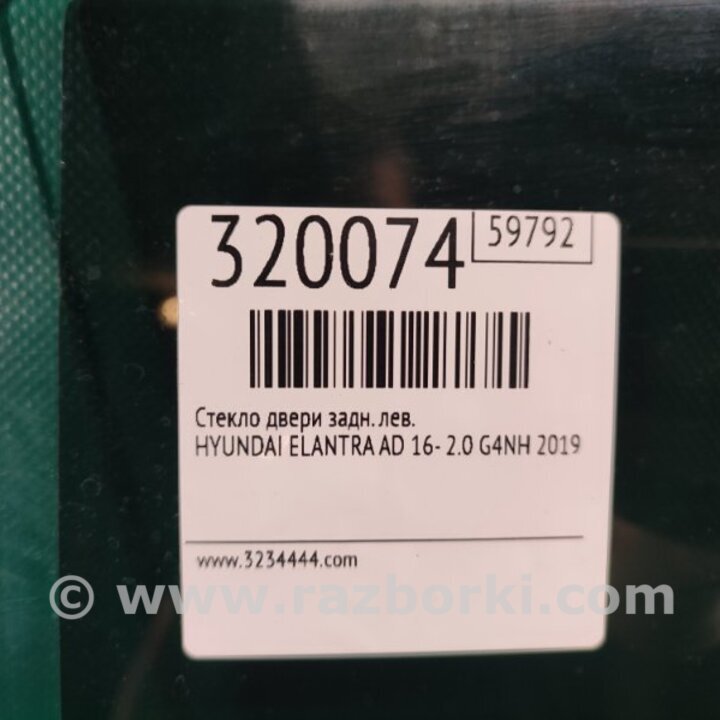 320074
59792
Стекло двери задн. лев.
HYUNDAI ELANTRA AD 16- 2.0 G4NH 2019
www.3234444.com
© www.razborki.com